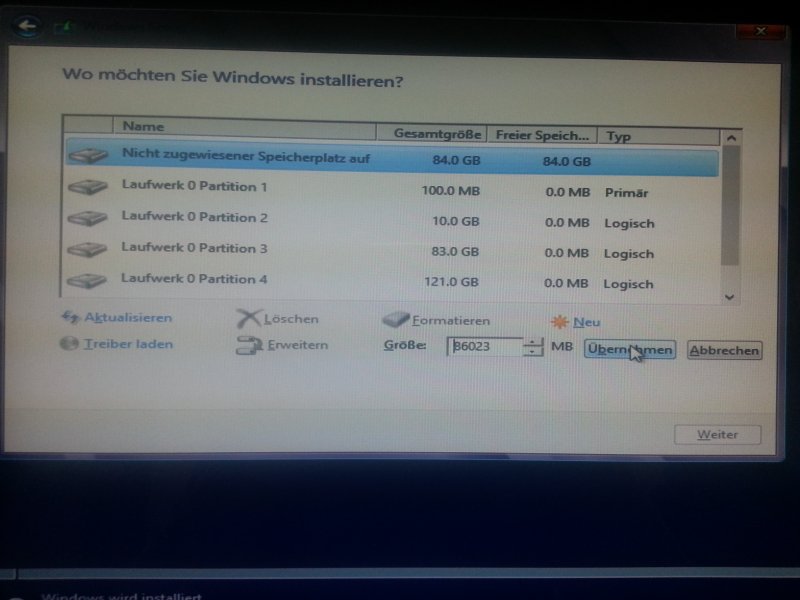 Wo möchten Sie Windows installieren?
Name Gesamtgröße Freier Speich... Typ
Nicht zugewiesener Speicherplatz auf 84.0 GB 84.0 GB
Laufwerk 0 Partition 1 100.0 MB 0.0 MB Primär
Laufwerk 0 Partition 2 10.0 GB 0.0 MB Logisch
Laufwerk 0 Partition 3 83.0 GB 0.0 MB Logisch
Laufwerk 0 Partition 4 121.0 GB 0.0 MB Logisch
Aktualisieren Löschen Formatieren Neu
Treiber laden Erweitern Größe: 86023 MB Übernehmen Abbrechen
Weiter
Windows wird installiert